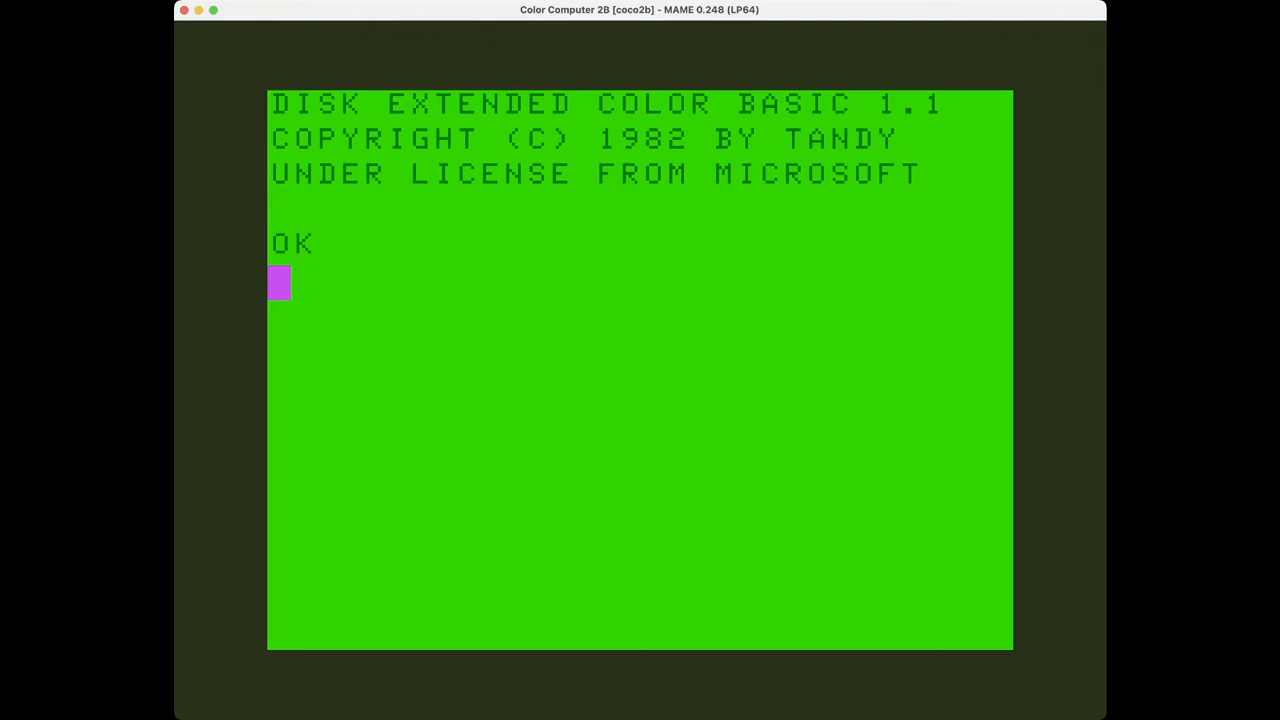 Color Computer 2B [coco2b] - MAME 0.248 (LP64)
DISK EXTENDED COLOR BASIC 1.1
COPYRIGHT (C) 1982 BY TANDY
UNDER LICENSE FROM MICROSOFT
OK